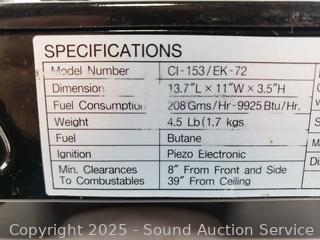 SPECIFICATIONS
Model Number CI-153/EK-72
Dimension 13.7"L × 11"W × 3.5"H
Fuel Consumption 208 Gms/Hr-9925 Btu/Hr.
Weight 4.5 Lb(1.7 kgs
Fuel Butane
Ignition Piezo Electronic
Min. Clearances To Combustables 8" From Front and Side
39" From Ceiling
Copyright © 2025 - Sound Auction Service